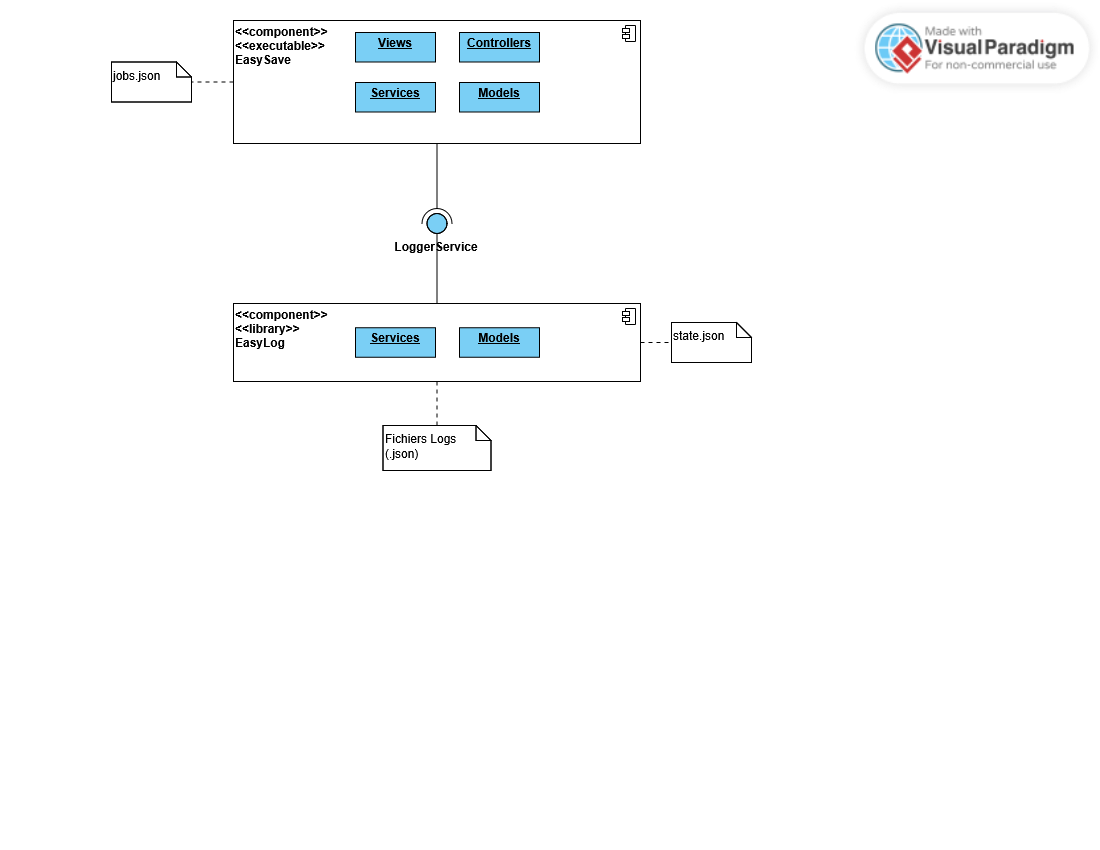 <<component>>
<<executable>>
EasySave
Views
Controllers
Services
Models
jobs.json
LoggerService
<<component>>
<<library>>
EasyLog
Services
Models
state.json
Fichiers Logs
(.json)
Made with
Visual Paradigm
For non-commercial use